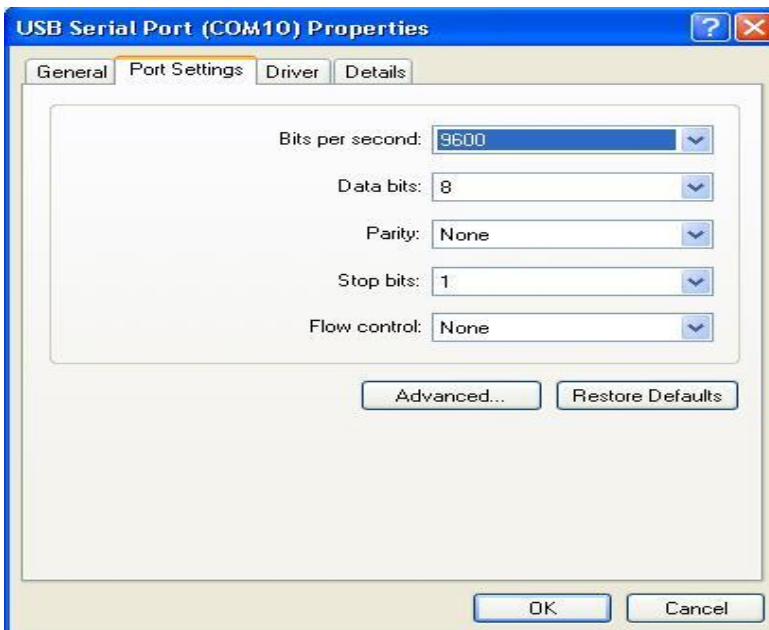 USB Serial Port (COM10) Properties
General Port Settings Driver Details
Bits per second: 9600
Data bits: 8
Parity: None
Stop bits: 1
Flow control: None
Advanced... Restore Defaults
OK Cancel